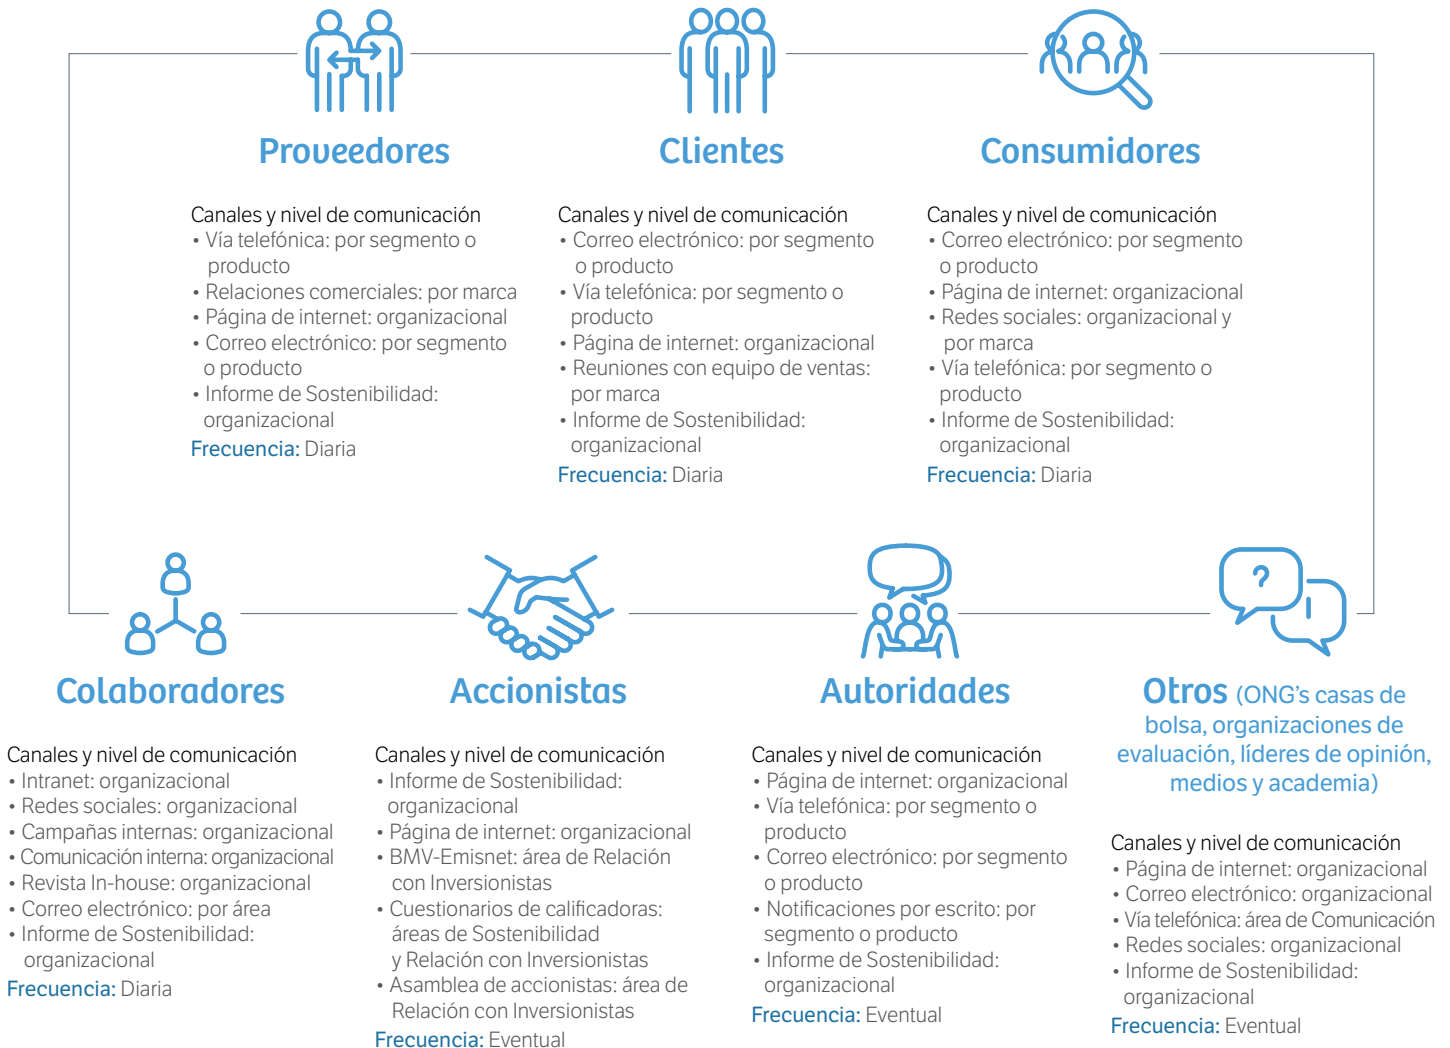 Proveedores
Canales y nivel de comunicación
• Vía telefónica: por segmento o
producto
• Relaciones comerciales: por marca
• Página de internet: organizacional
• Correo electrónico: por segmento
o producto
• Informe de Sostenibilidad:
organizacional
Frecuencia: Diaria
Clientes
Canales y nivel de comunicación
• Correo electrónico: por segmento
o producto
• Vía telefónica: por segmento o
producto
• Página de internet: organizacional
• Reuniones con equipo de ventas:
por marca
• Informe de Sostenibilidad:
organizacional
Frecuencia: Diaria
Consumidores
Canales y nivel de comunicación
• Correo electrónico: por segmento
o producto
• Página de internet: organizacional
• Redes sociales: organizacional y
por marca
• Vía telefónica: por segmento o
producto
• Informe de Sostenibilidad:
organizacional
Frecuencia: Diaria
Colaboradores
Canales y nivel de comunicación
• Intranet: organizacional
• Redes sociales: organizacional
• Campañas internas: organizacional
• Comunicación interna: organizacional
• Revista In-house: organizacional
• Correo electrónico: por área
• Informe de Sostenibilidad:
organizacional
Frecuencia: Diaria
Accionistas
Canales y nivel de comunicación
• Informe de Sostenibilidad:
organizacional
• Página de internet: organizacional
• BMV-Emisnet: área de Relación
con Inversionistas
• Cuestionarios de calificadoras:
áreas de Sostenibilidad
y Relación con Inversionistas
• Asamblea de accionistas: área de
Relación con Inversionistas
Frecuencia: Eventual
Autoridades
Canales y nivel de comunicación
• Página de internet: organizacional
• Vía telefónica: por segmento o
producto
• Correo electrónico: por segmento
o producto
• Notificaciones por escrito: por
segmento o producto
• Informe de Sostenibilidad:
organizacional
Frecuencia: Eventual
?
!
Otros (ONG's casas de
bolsa, organizaciones de
evaluación, líderes de opinión,
medios y academia)
Canales y nivel de comunicación
• Página de internet: organizacional
• Correo electrónico: organizacional
• Vía telefónica: área de Comunicación
• Redes sociales: organizacional
• Informe de Sostenibilidad:
organizacional
Frecuencia: Eventual